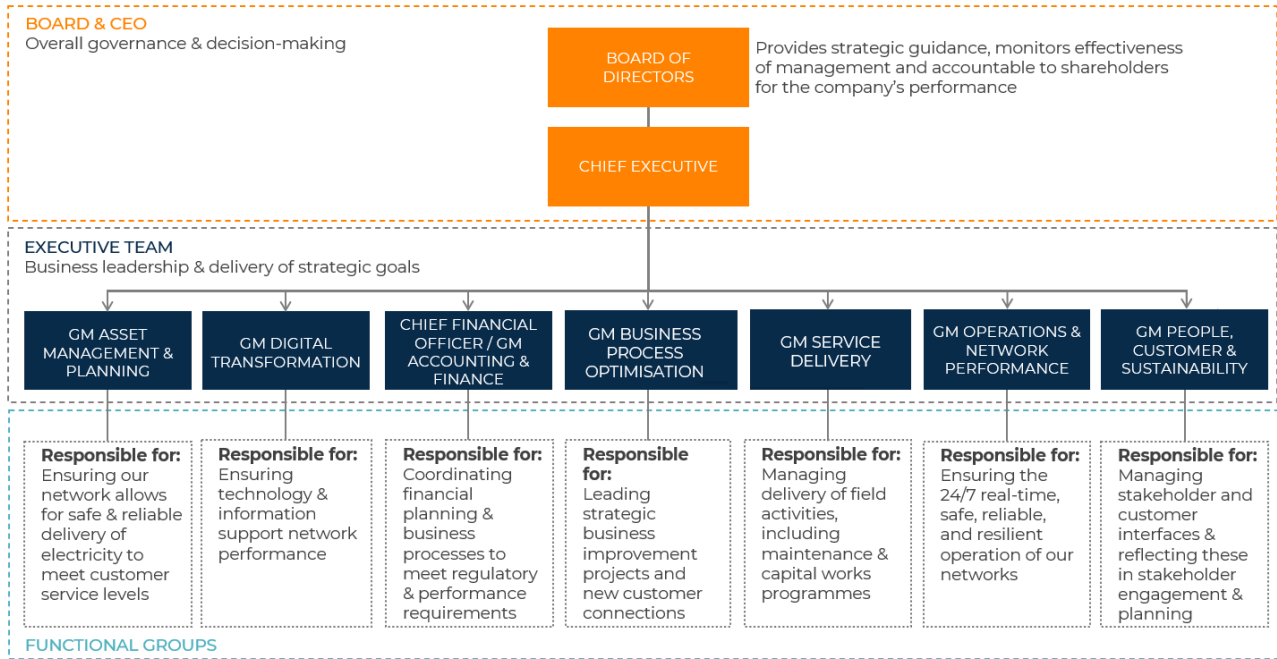 BOARD & CEO
Overall governance & decision-making
BOARD OF
DIRECTORS
Provides strategic guidance, monitors effectiveness
of management and accountable to shareholders
for the company's performance
CHIEF EXECUTIVE
EXECUTIVE TEAM
Business leadership & delivery of strategic goals
GM ASSET
MANAGEMENT &
PLANNING
GM DIGITAL
TRANSFORMATION
CHIEF FINANCIAL
OFFICER / GM
ACCOUNTING &
FINANCE
GM BUSINESS
PROCESS
OPTIMISATION
GM SERVICE
DELIVERY
GM OPERATIONS &
NETWORK
PERFORMANCE
GM PEOPLE,
CUSTOMER &
SUSTAINABILITY
Responsible for:
Ensuring our
network allows
for safe & reliable
delivery of
electricity to
meet customer
service levels
Responsible for:
Ensuring
technology &
information
support network
performance
Responsible for:
Coordinating
financial
planning &
business
processes to
meet regulatory
& performance
requirements
Responsible
for:
Leading
strategic
business
improvement
projects and
new customer
connections
Responsible for:
Managing
delivery of field
activities,
including
maintenance &
capital works
programmes
Responsible for:
Ensuring the
24/7 real-time,
safe, reliable,
and resilient
operation of our
networks
Responsible for:
Managing
stakeholder and
customer
interfaces &
reflecting these
in stakeholder
engagement &
planning
FUNCTIONAL GROUPS